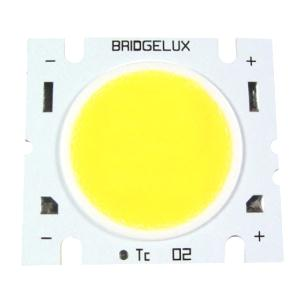 BRIDGELUX
- +
- +
Tc 02